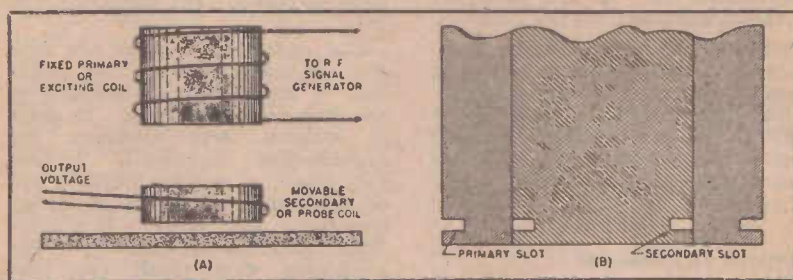 FIXED PRIMARY
OR
EXCITING COIL
TO R F
SIGNAL
GENERATOR
OUTPUT
VOLTAGE
MOVABLE
SECONDARY
OR PROBE COIL
(A)
PRIMARY SLOT
SECONDARY SLOT
(B)